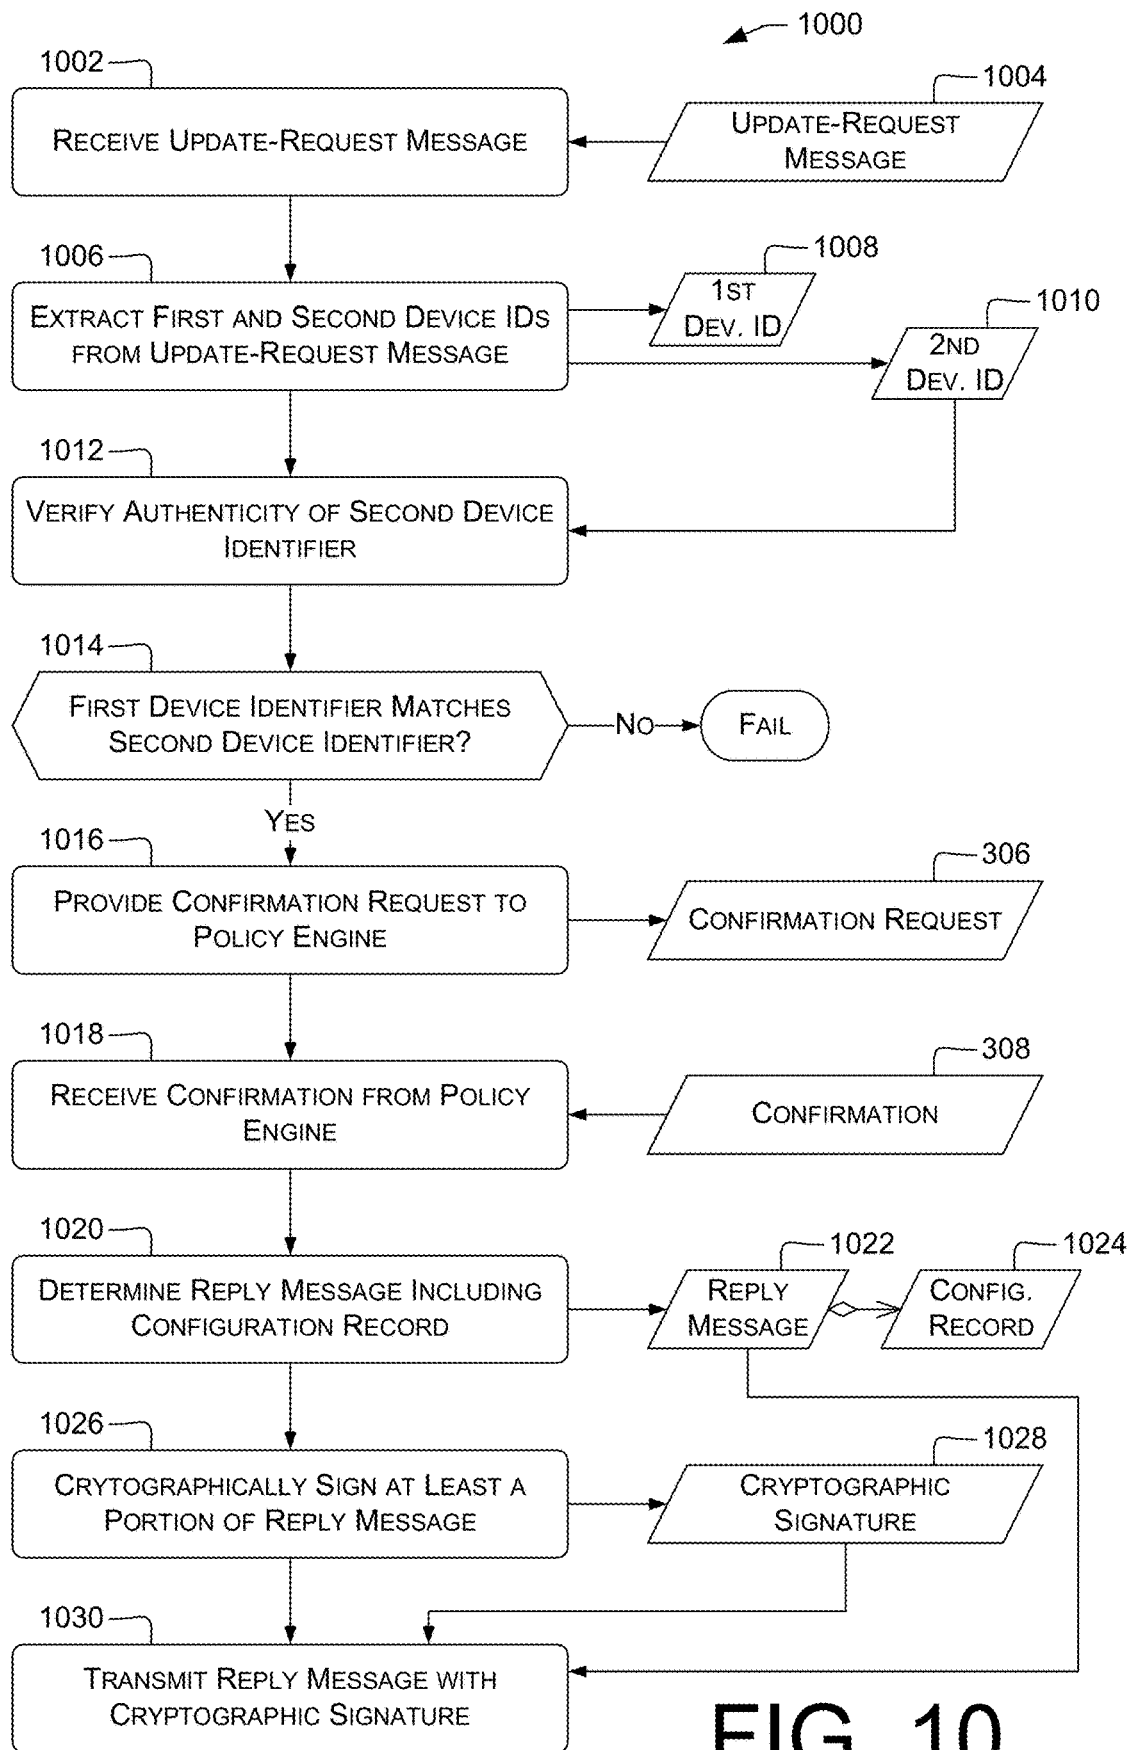 1000
1002
1004
RECEIVE UPDATE-REQUEST MESSAGE
UPDATE-REQUEST
MESSAGE
1006
1008
1010
EXTRACT FIRST AND SECOND DEVICE IDS
FROM UPDATE-REQUEST MESSAGE
1ST
DEV. ID
2ND
DEV. ID
1012
VERIFY AUTHENTICITY OF SECOND DEVICE
IDENTIFIER
1014
FIRST DEVICE IDENTIFIER MATCHES
SECOND DEVICE IDENTIFIER?
NO
FAIL
YES
1016
306
PROVIDE CONFIRMATION REQUEST TO
POLICY ENGINE
CONFIRMATION REQUEST
1018
308
RECEIVE CONFIRMATION FROM POLICY
ENGINE
CONFIRMATION
1020
1022
1024
DETERMINE REPLY MESSAGE INCLUDING
CONFIGURATION RECORD
REPLY
MESSAGE
CONFIG.
RECORD
1026
1028
CRYTOGRAPHICALLY SIGN AT LEAST A
PORTION OF REPLY MESSAGE
CRYPTOGRAPHIC
SIGNATURE
1030
TRANSMIT REPLY MESSAGE WITH
CRYPTOGRAPHIC SIGNATURE
FIG. 10